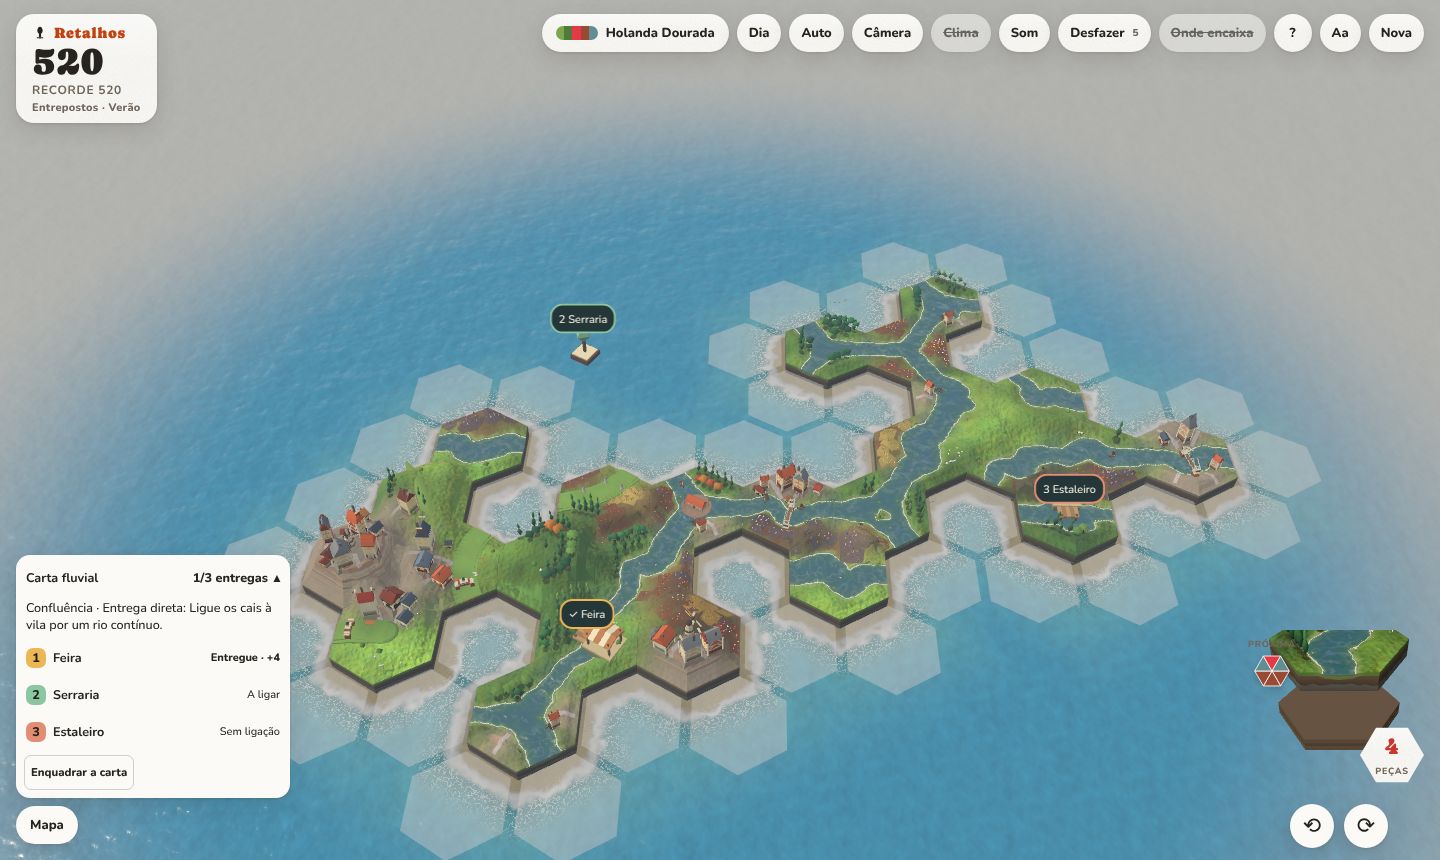 Retalhos
520
RECORDE 520
Entrepostos · Verão
Holanda Dourada
Dia
Auto
Câmera
Clima
Som
Desfazer 5
Onde encaixa
?
Aa
Nova
2 Serraria
3 Estaleiro
✓ Feira
Carta fluvial
1/3 entregas ▲
Confluência · Entrega direta: Ligue os cais à
vila por um rio contínuo.
1 Feira
Entregue · +4
2 Serraria
A ligar
3 Estaleiro
Sem ligação
Enquadrar a carta
Mapa
4
PEÇAS